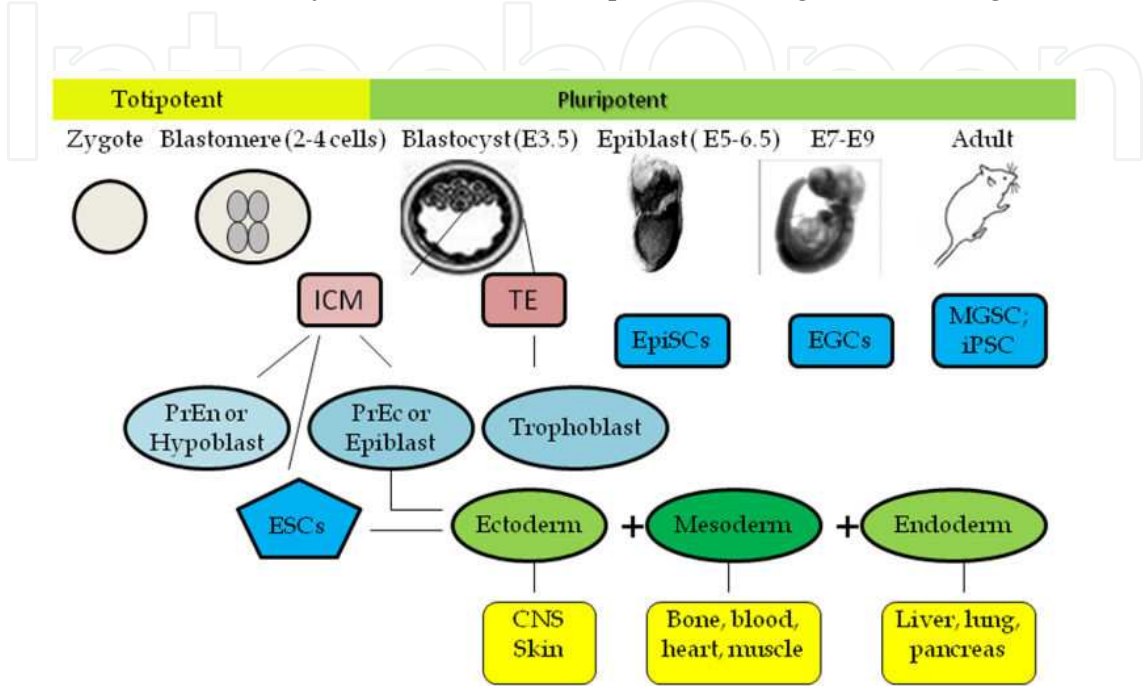 IntechOpen
Totipotent Pluripotent
Zygote Blastomere (2-4 cells) Blastocyst (E3.5) Epiblast ( E5-6.5) E7-E9 Adult
ICM
TE
EpiSCs
EGCs
MGSC;
iPSC
PrEn or
Hypoblast
PrEc or
Epiblast
Trophoblast
ESCs
Ectoderm + Mesoderm + Endoderm
CNS
Skin
Bone, blood,
heart, muscle
Liver, lung,
pancreas